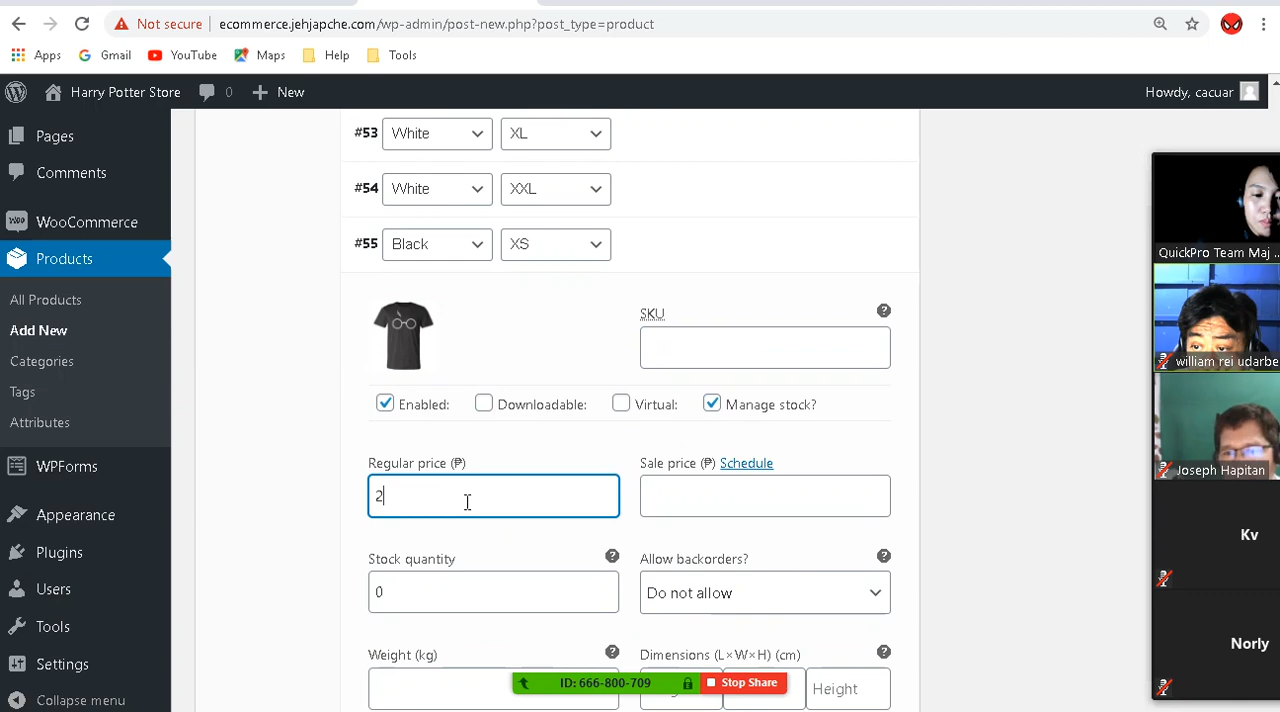 Not secure ecommerce.jehjapche.com/wp-admin/post-new.php?post_type=product
Apps Gmail YouTube Maps Help Tools
Harry Potter Store 0 New Howdy, cacuar
Pages
Comments
WooCommerce
Products
All Products
Add New
Categories
Tags
Attributes
WPForms
Appearance
Plugins
Users
Tools
Settings
Collapse menu
#53 White XL
#54 White XXL
#55 Black XS
SKU
Enabled: Downloadable: Virtual: Manage stock?
Regular price (₱) Sale price (₱) Schedule
2
Stock quantity Allow backorders?
0 Do not allow
Weight (kg) Dimensions (L×W×H) (cm)
Height
ID: 666-800-709 Stop Share
QuickPro Team Maj ...
william rei udarbe
Joseph Hapitan
Kv
Norly